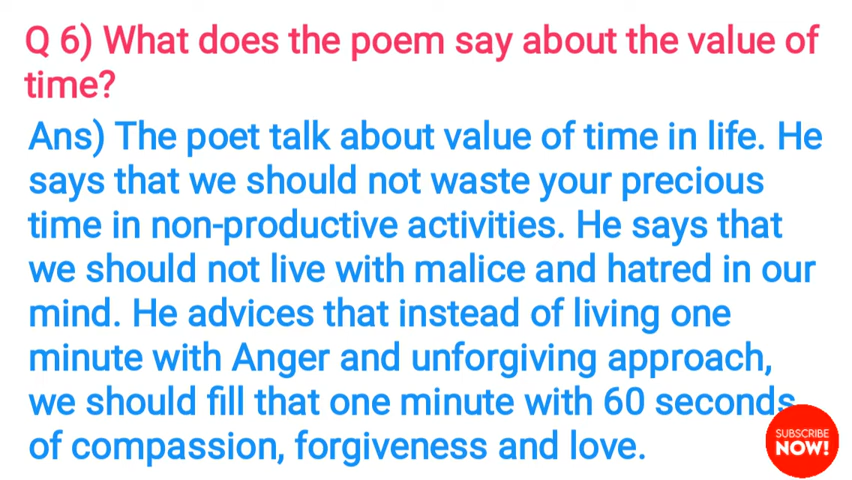 Q 6) What does the poem say about the value of
time?
Ans) The poet talk about value of time in life. He
says that we should not waste your precious
time in non-productive activities. He says that
we should not live with malice and hatred in our
mind. He advices that instead of living one
minute with Anger and unforgiving approach,
we should fill that one minute with 60 seconds
of compassion, forgiveness and love.
SUBSCRIBE
NOW!